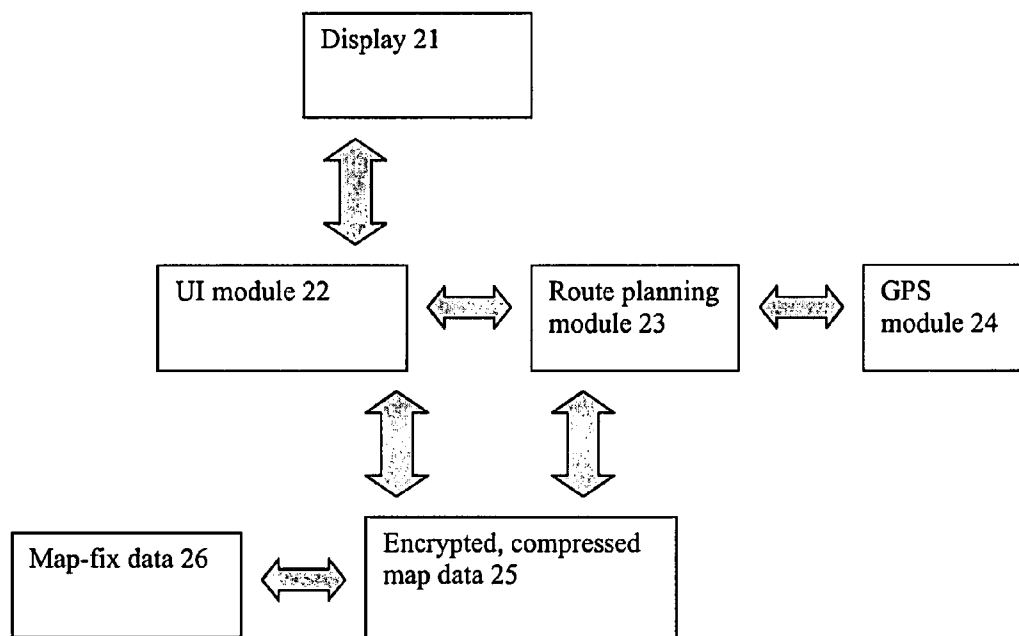 Display 21
UI module 22
Route planning
module 23
GPS
module 24
Map-fix data 26
Encrypted, compressed
map data 25